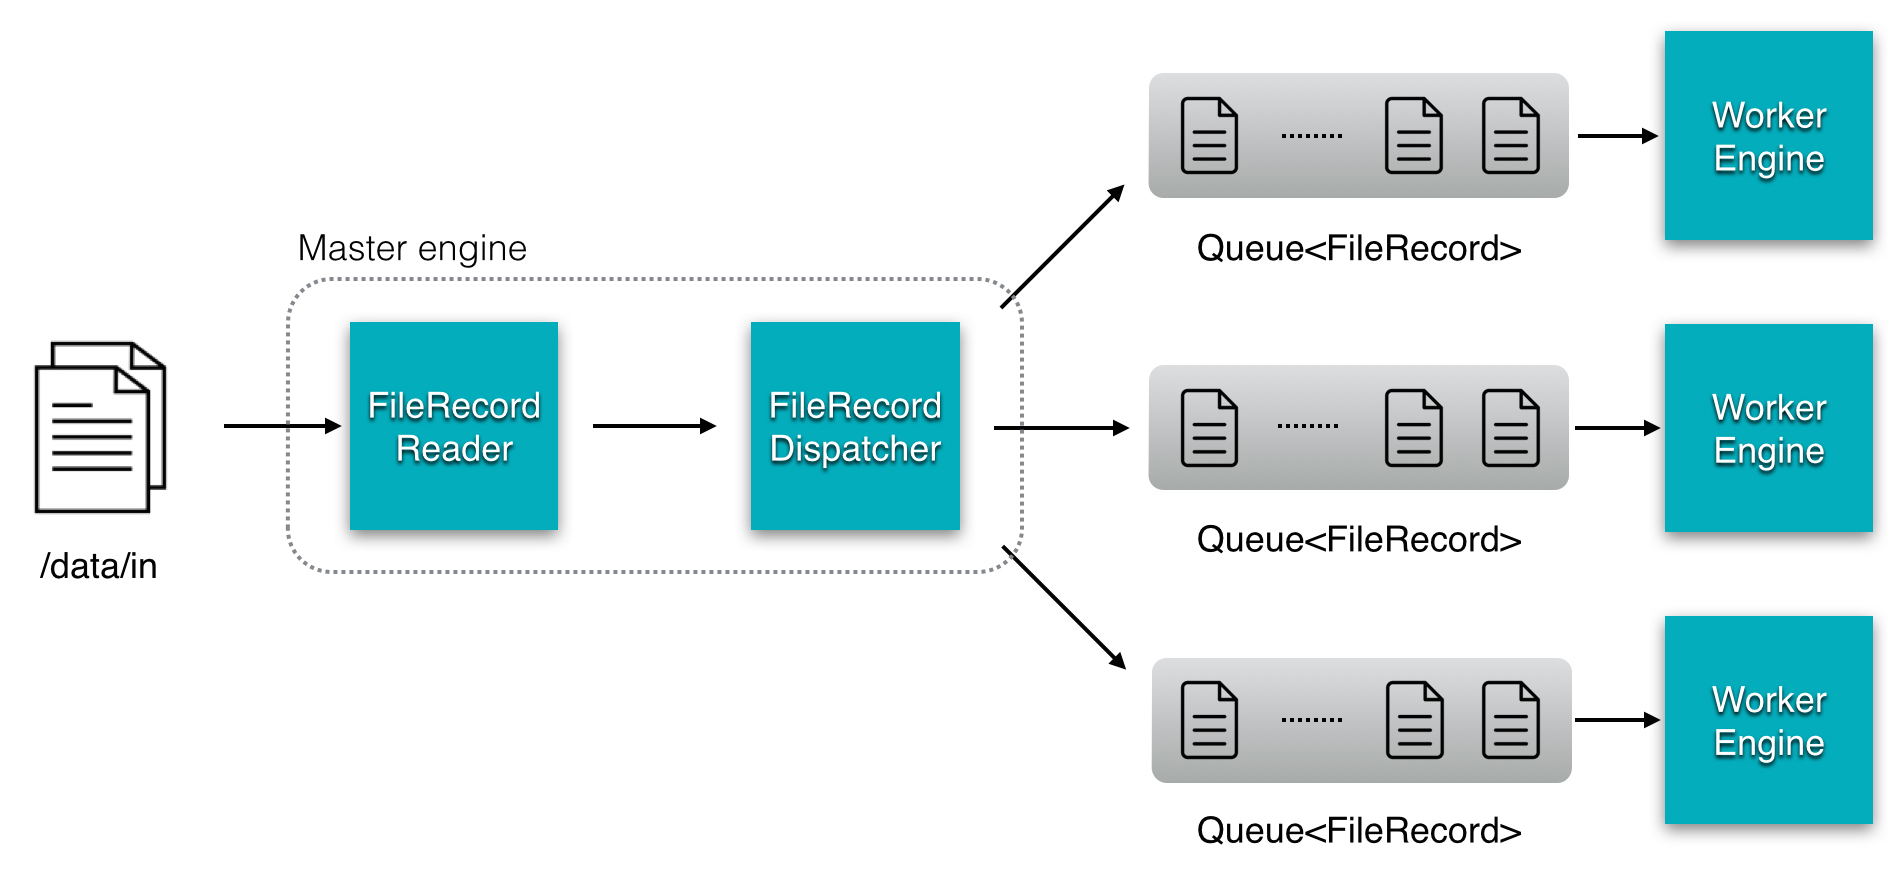 Master engine
/data/in
FileRecord
Reader
FileRecord
Dispatcher
Queue<FileRecord>
Worker
Engine
Queue<FileRecord>
Worker
Engine
Queue<FileRecord>
Worker
Engine